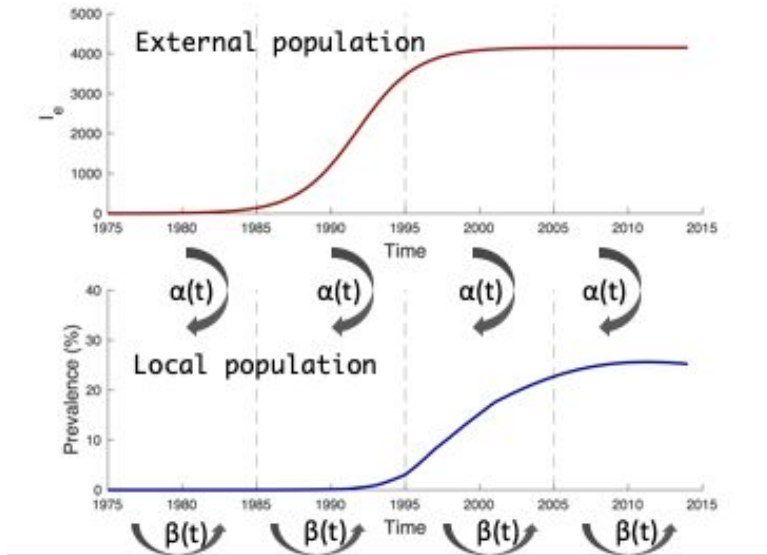 5000
External population
4000
3000
I_e
2000
1000
0
1975 1980 1985 1990 1995 2000 2005 2010 2015
Time
α(t) α(t) α(t) α(t)
40
30
Local population
Prevalence (%)
20
10
0
1975 1980 1985 1990 1995 2000 2005 2010 2015
Time
β(t) β(t) β(t) β(t)